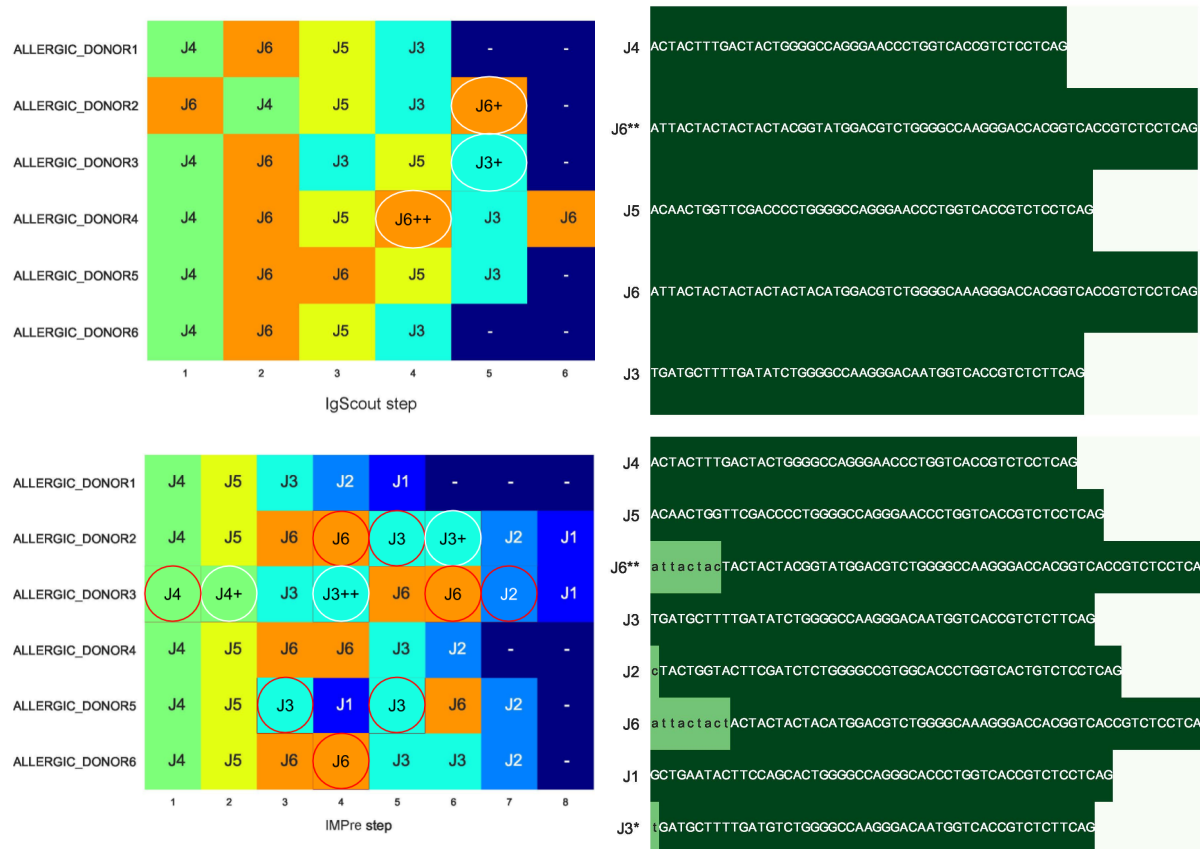 ALLERGIC_DONOR1 J4 J6 J5 J3 - -
ALLERGIC_DONOR2 J6 J4 J5 J3 J6+ -
ALLERGIC_DONOR3 J4 J6 J3 J5 J3+ -
ALLERGIC_DONOR4 J4 J6 J5 J6++ J3 J6
ALLERGIC_DONOR5 J4 J6 J6 J5 J3 -
ALLERGIC_DONOR6 J4 J6 J5 J3 - -
1 2 3 4 5 6
IgScout step
J4 ACTACTTTGACTACTGGGGCCAGGGAACCCTGGTCACCGTCTCCTCAG
J6** ATTACTACTACTACTACGGTATGGACGTCTGGGGCCAAGGGACCACGGTCACCGTCTCCTCAG
J5 ACAACTGGTTCGACCCCTGGGGCCAGGGAACCCTGGTCACCGTCTCCTCAG
J6 ATTACTACTACTACTACTACATGGACGTCTGGGGCAAAGGGACCACGGTCACCGTCTCCTCAG
J3 TGATGCTTTTGATATCTGGGGCCAAGGGACAATGGTCACCGTCTCTTCAG
ALLERGIC_DONOR1 J4 J5 J3 J2 J1 - - -
ALLERGIC_DONOR2 J4 J5 J6 J6 J3 J3+ J2 J1
ALLERGIC_DONOR3 J4 J4+ J3 J3++ J6 J6 J2 J1
ALLERGIC_DONOR4 J4 J5 J6 J6 J3 J2 - -
ALLERGIC_DONOR5 J4 J5 J3 J1 J3 J6 J2 -
ALLERGIC_DONOR6 J4 J5 J6 J6 J3 J3 J2 -
1 2 3 4 5 6 7 8
IMPre step
J4 ACTACTTTGACTACTGGGGCCAGGGAACCCTGGTCACCGTCTCCTCAG
J5 ACAACTGGTTCGACCCCTGGGGCCAGGGAACCCTGGTCACCGTCTCCTCAG
J6** attactacTACTACTACGGTATGGACGTCTGGGGCCAAGGGACCACGGTCACCGTCTCCTCA
J3 TGATGCTTTTGATATCTGGGGCCAAGGGACAATGGTCACCGTCTCTTCAG
J2 cTACTGGTACTTCGATCTCTGGGGCCGTGGCACCCTGGTCACTGTCTCCTCAG
J6 attactactACTACTACTACATGGACGTCTGGGGCAAAGGGACCACGGTCACCGTCTCCTCA
J1 GCTGAATACTTCCAGCACTGGGGCCAGGGCACCCTGGTCACCGTCTCCTCAG
J3* tGATGCTTTTGATGTCTGGGGCCAAGGGACAATGGTCACCGTCTCTTCAG